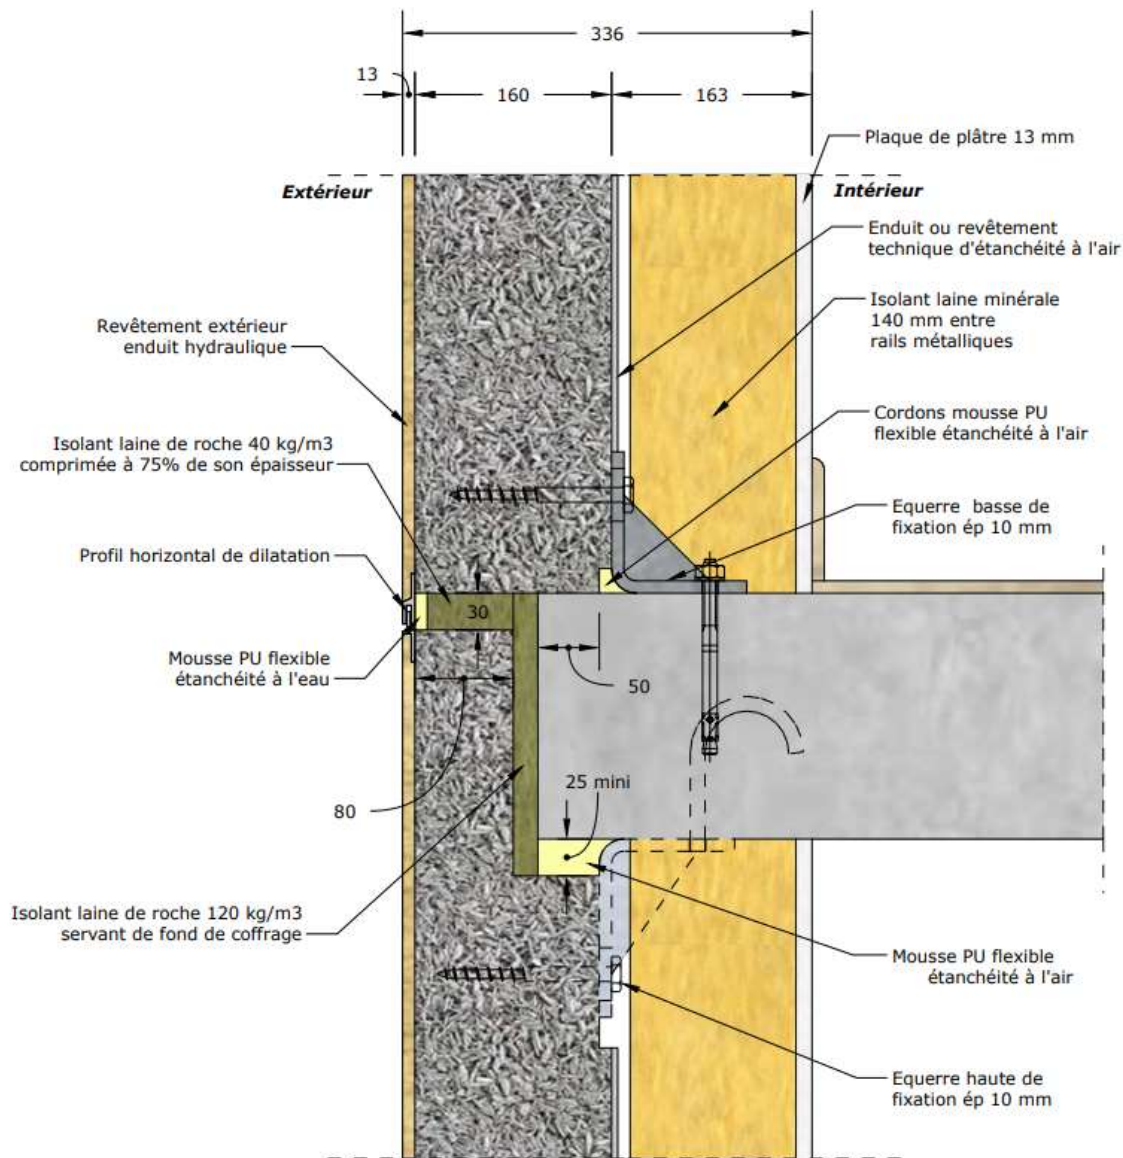 336
13
160
163
Plaque de plâtre 13 mm
Extérieur
Intérieur
Enduit ou revêtement
technique d'étanchéité à l'air
Isolant laine minérale
140 mm entre
rails métalliques
Revêtement extérieur
enduit hydraulique
Cordons mousse PU
flexible étanchéité à l'air
Isolant laine de roche 40 kg/m3
comprimée à 75% de son épaisseur
Equerre  basse de
fixation ép 10 mm
Profil horizontal de dilatation
30
Mousse PU flexible
étanchéité à l'eau
50
80
25 mini
Isolant laine de roche 120 kg/m3
servant de fond de coffrage
Mousse PU flexible
étanchéité à l'air
Equerre haute de
fixation ép 10 mm